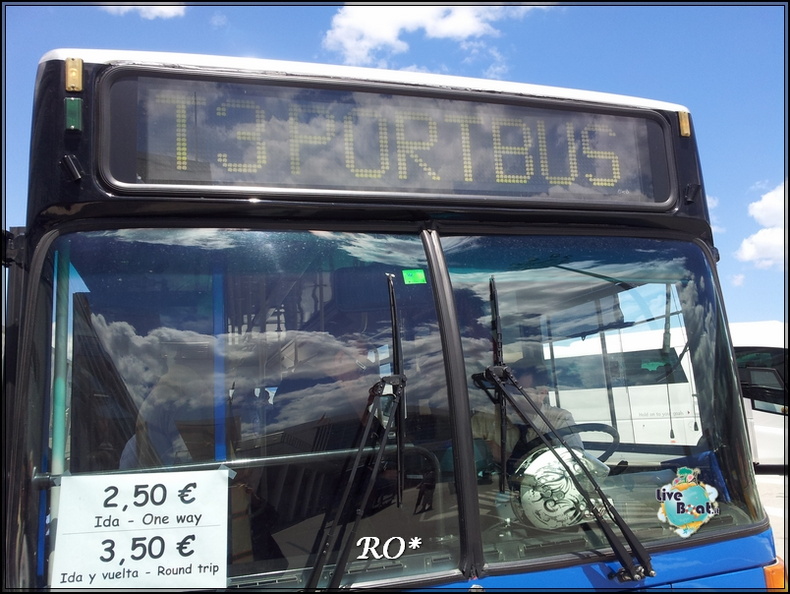 T3 PORTBUS
2,50 €
Ida - One way
3,50 €
Ida y vuelta - Round trip
RO*
Live
Boat